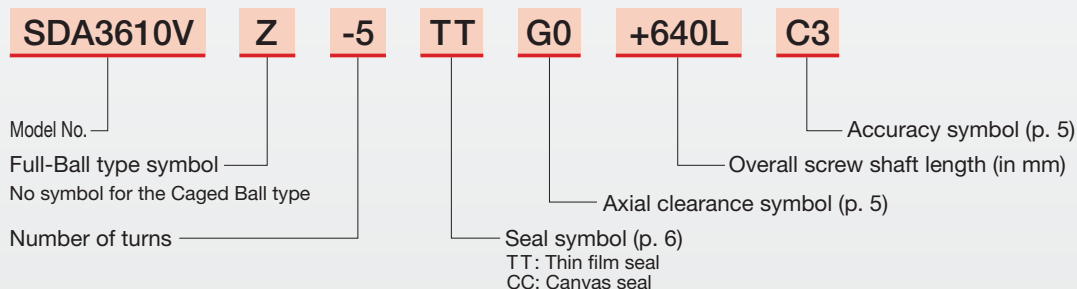 SDA3610V Z -5 TT G0 +640L C3
Model No.
Accuracy symbol (p. 5)
Full-Ball type symbol
Overall screw shaft length (in mm)
No symbol for the Caged Ball type
Axial clearance symbol (p. 5)
Number of turns
Seal symbol (p. 6)
TT: Thin film seal
CC: Canvas seal